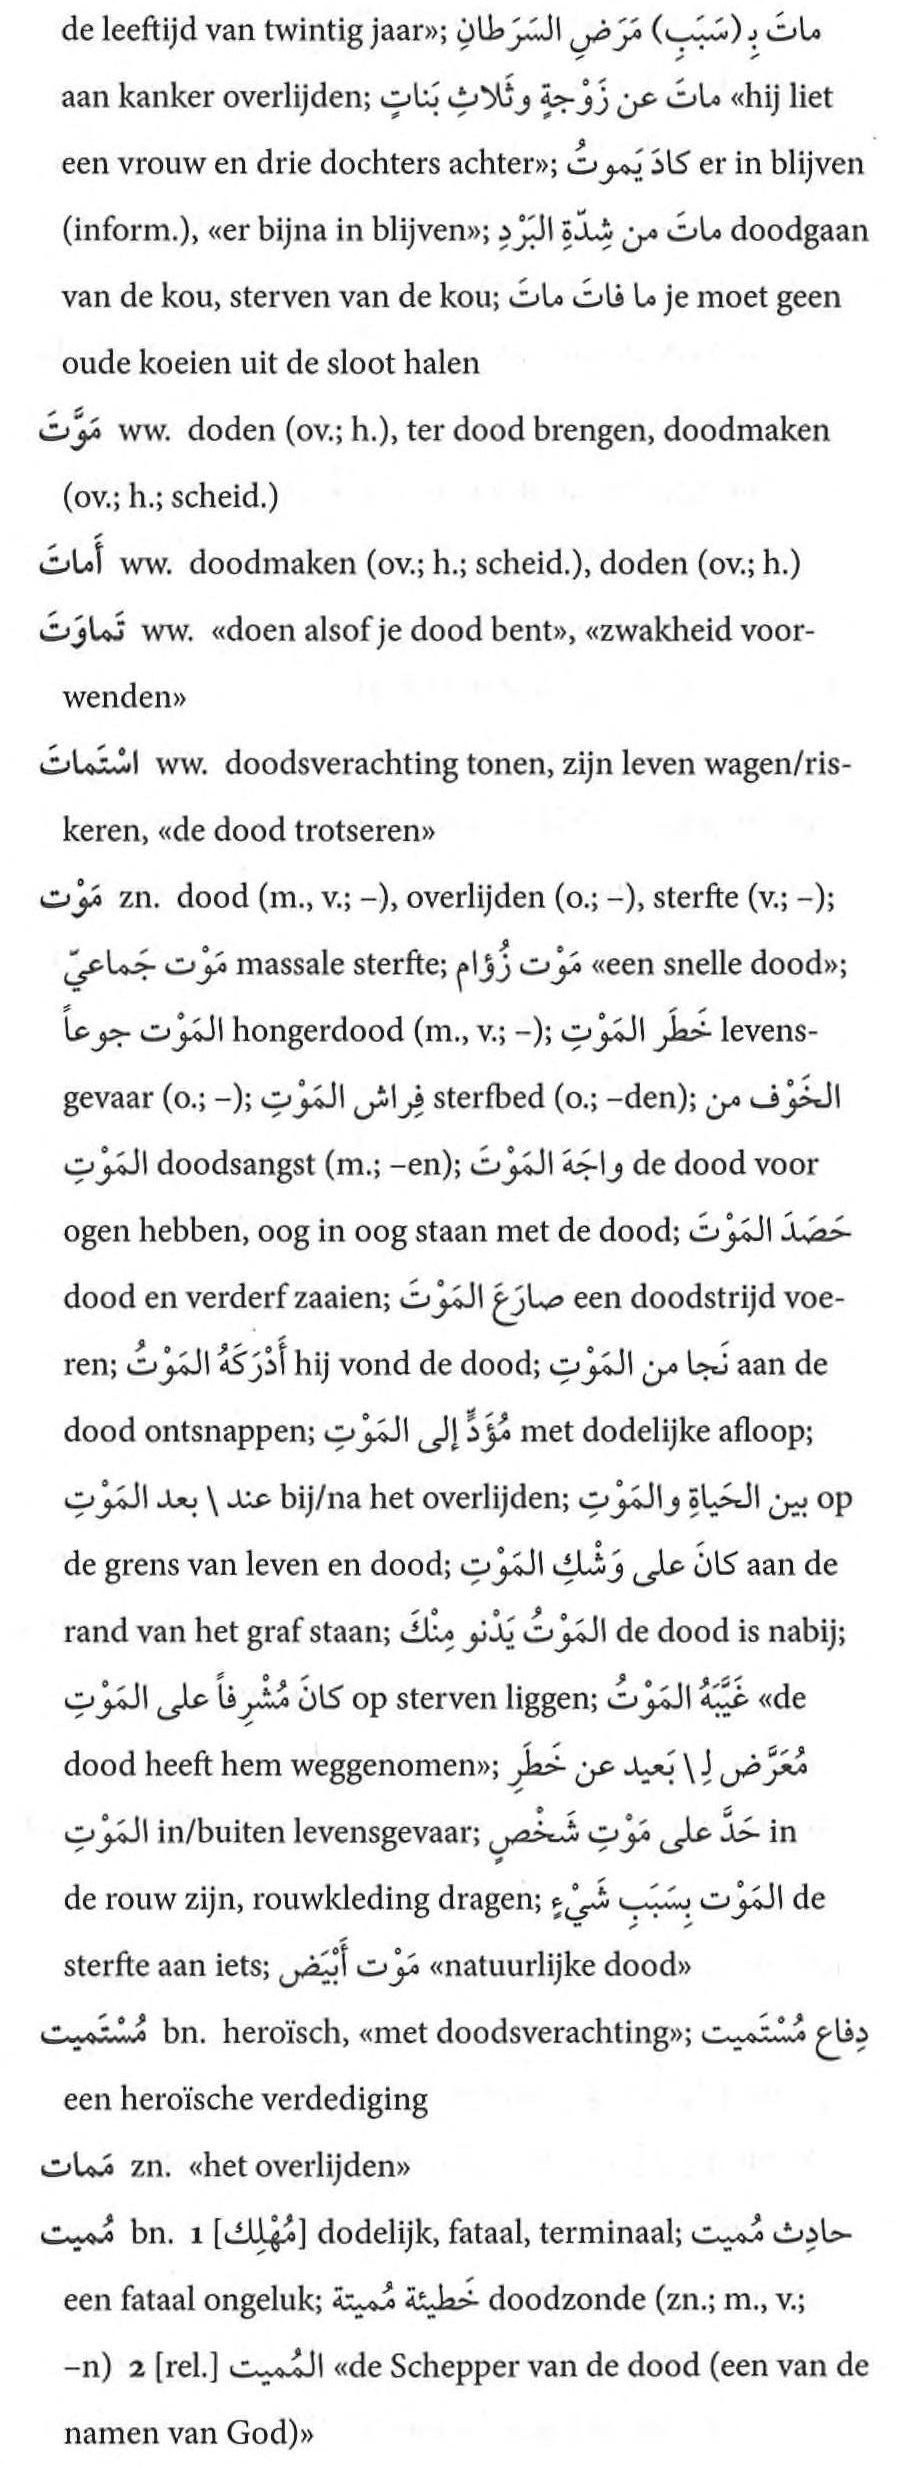 de leeftijd van twintig jaar»; ماتَ بِـ(سَبَبِ) مَرَضِ السَرَطانِ
aan kanker overlijden; ماتَ عن زَوْجةٍ وثَلاثِ بَناتٍ «hij liet
een vrouw en drie dochters achter»; كادَ يَموتُ er in blijven
(inform.), «er bijna in blijven»; ماتَ من شِدّةِ البَرْدِ doodgaan
van de kou, sterven van de kou; ما فاتَ ماتَ je moet geen
oude koeien uit de sloot halen
مَوَّتَ ww. doden (ov.; h.), ter dood brengen, doodmaken
(ov.; h.; scheid.)
أَماتَ ww. doodmaken (ov.; h.; scheid.), doden (ov.; h.)
تَماوَتَ ww. «doen alsof je dood bent», «zwakheid voor-
wenden»
اسْتَماتَ ww. doodsverachting tonen, zijn leven wagen/ris-
keren, «de dood trotseren»
مَوْت zn. dood (m., v.; –), overlijden (o.; –), sterfte (v.; –);
مَوْت جَماعيّ massale sterfte; مَوْت زُؤام «een snelle dood»;
المَوْت جوعاً hongerdood (m., v.; –); خَطَر المَوْتِ levens-
gevaar (o.; –); فِراش المَوْتِ sterfbed (o.; –den); الخَوْف من
المَوْتِ doodsangst (m.; –en); واجَهَ المَوْتَ de dood voor
ogen hebben, oog in oog staan met de dood; حَصَدَ المَوْتَ
dood en verderf zaaien; صارَعَ المَوْتَ een doodstrijd voe-
ren; أَدْرَكَهُ المَوْتُ hij vond de dood; نَجا من المَوْتِ aan de
dood ontsnappen; مُؤَدٍّ إلى المَوْتِ met dodelijke afloop;
عند \ بعد المَوْتِ bij/na het overlijden; بين الحَياةِ والمَوْتِ op
de grens van leven en dood; كانَ على وَشْكِ المَوْتِ aan de
rand van het graf staan; المَوْتُ يَدْنو مِنْكَ de dood is nabij;
كانَ مُشْرِفاً على المَوْتِ op sterven liggen; غَيَّبَهُ المَوْتُ «de
dood heeft hem weggenomen»; مُعَرَّض لِـ\ بَعيد عن خَطَرِ
المَوْتِ in/buiten levensgevaar; حَدَّ على مَوْتِ شَخْصٍ in
de rouw zijn, rouwkleding dragen; المَوْت بِسَبَبِ شَيْءٍ de
sterfte aan iets; مَوْت أَبْيَض «natuurlijke dood»
مُسْتَميت bn. heroïsch, «met doodsverachting»; دِفاع مُسْتَميت
een heroïsche verdediging
مَمات zn. «het overlijden»
مُميت bn. 1 [مُهْلِك] dodelijk, fataal, terminaal; حادِث مُميت
een fataal ongeluk; خَطيئة مُميتة doodzonde (zn.; m., v.;
–n) 2 [rel.] المُميت «de Schepper van de dood (een van de
namen van God)»